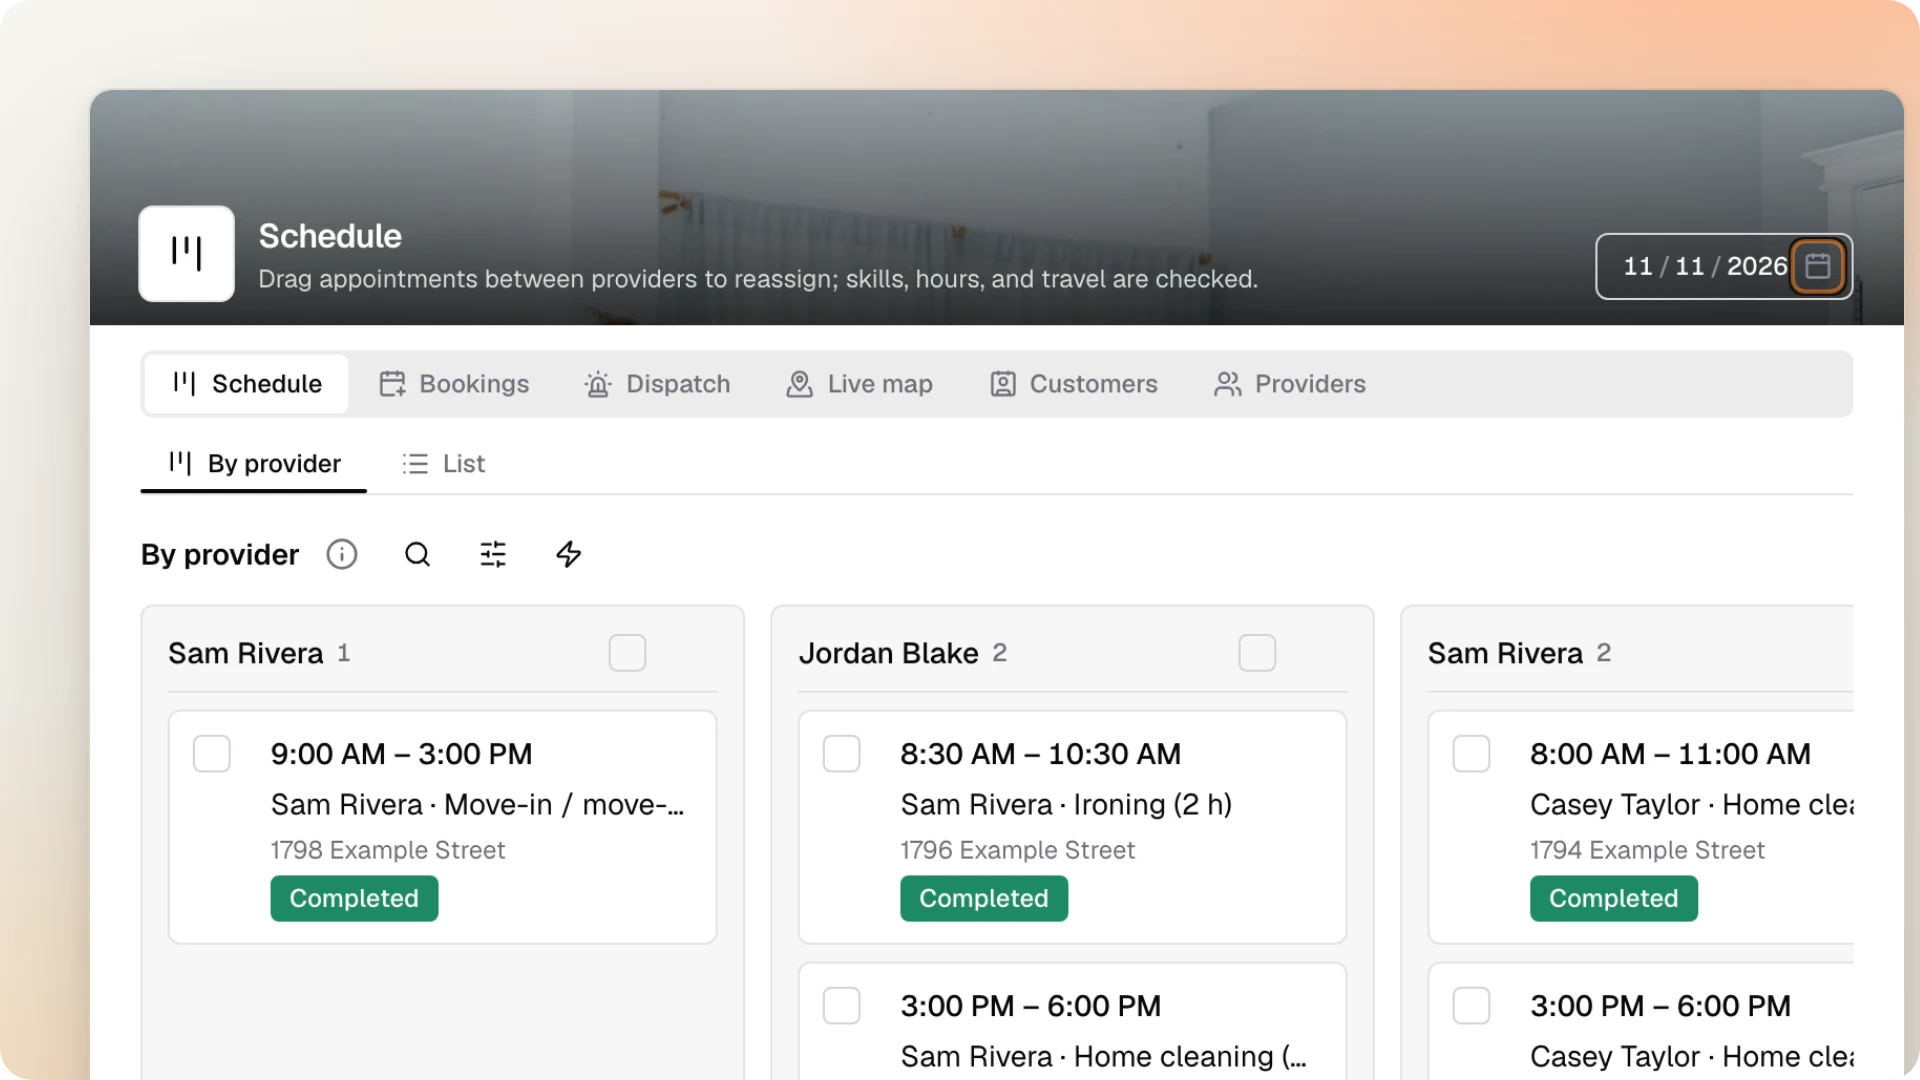 Schedule
Drag appointments between providers to reassign; skills, hours, and travel are checked.
11 / 11 / 2026
Schedule
Bookings
Dispatch
Live map
Customers
Providers
By provider
List
By provider
Sam Rivera 1
9:00 AM – 3:00 PM
Sam Rivera · Move-in / move-...
1798 Example Street
Completed
Jordan Blake 2
8:30 AM – 10:30 AM
Sam Rivera · Ironing (2 h)
1796 Example Street
Completed
3:00 PM – 6:00 PM
Sam Rivera · Home cleaning (...
Sam Rivera 2
8:00 AM – 11:00 AM
Casey Taylor · Home clea
1794 Example Street
Completed
3:00 PM – 6:00 PM
Casey Taylor · Home clea